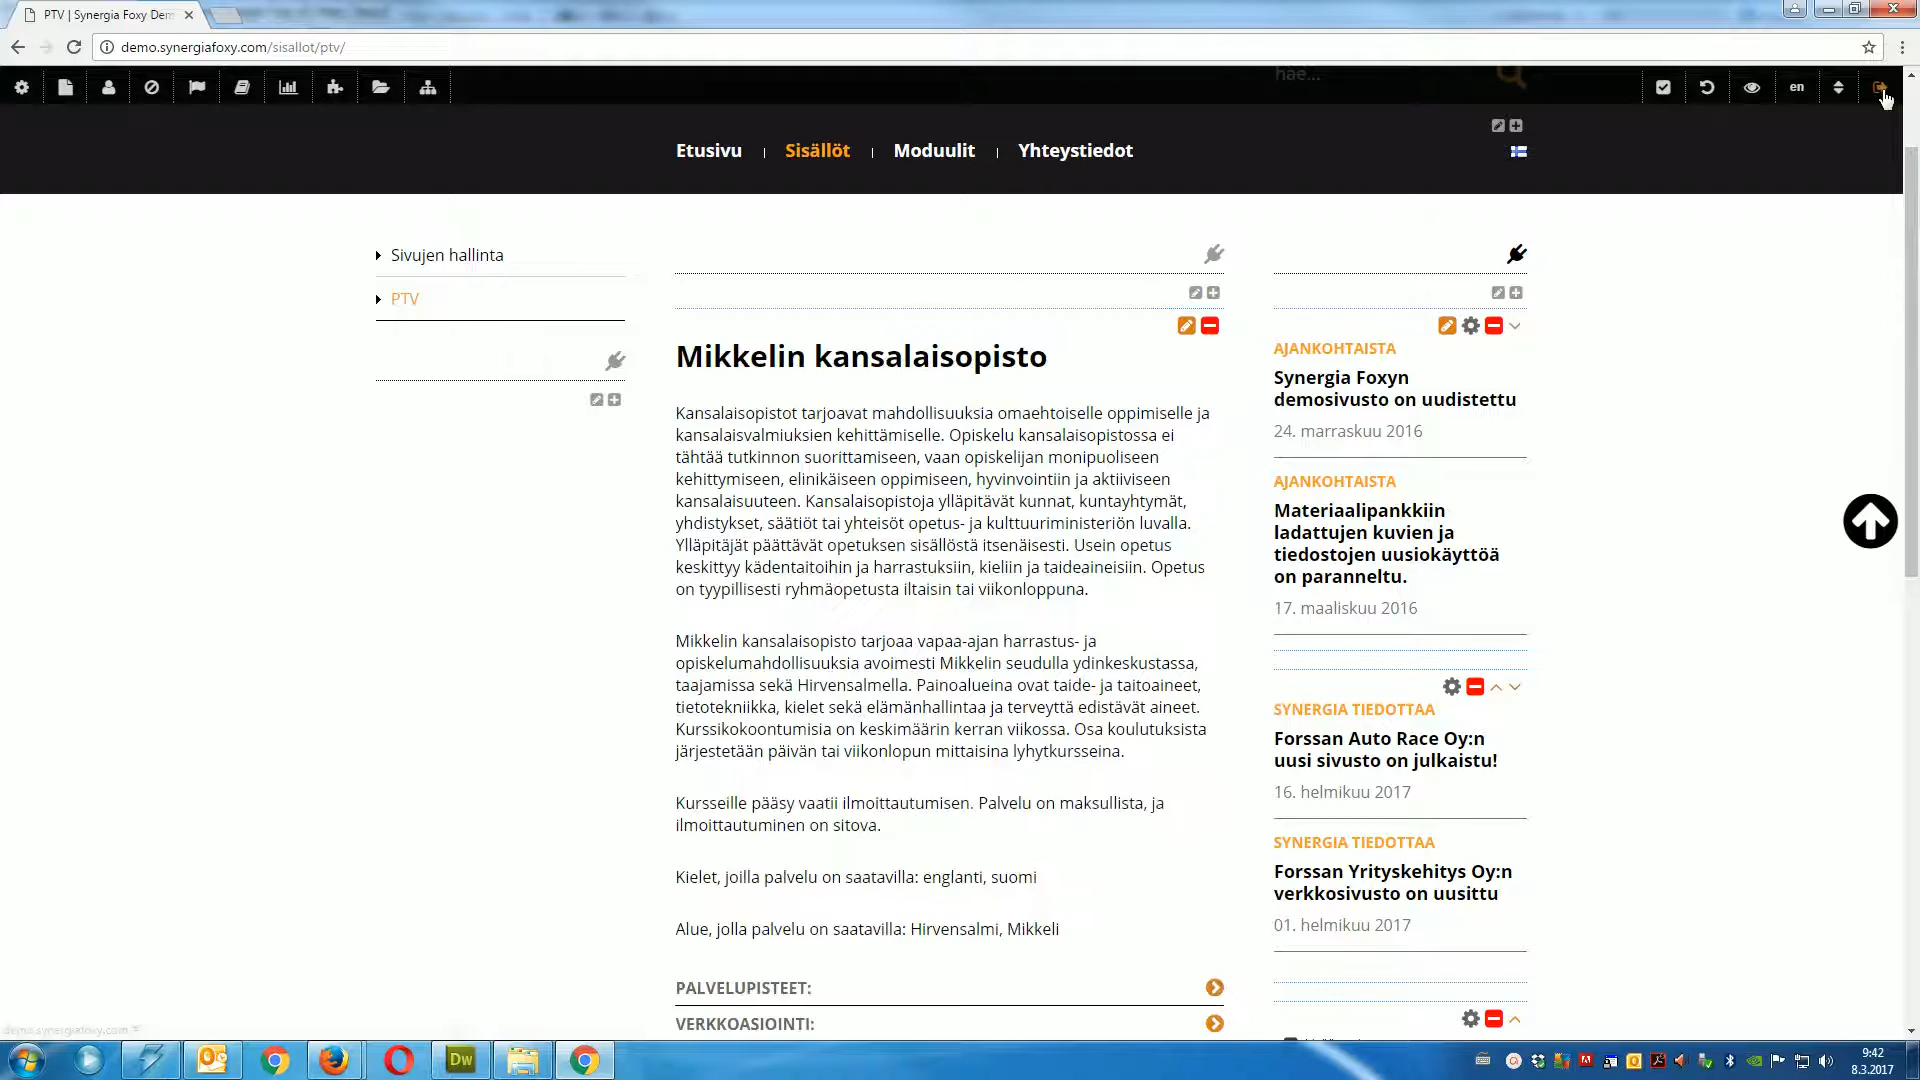 PTV | Synergia Foxy Dem
demo.synergiafoxy.com/sisallot/ptv/
hae...
en
Etusivu
Sisällöt
Moduulit
Yhteystiedot
Sivujen hallinta
PTV
Mikkelin kansalaisopisto
Kansalaisopistot tarjoavat mahdollisuuksia omaehtoiselle oppimiselle ja
kansalaisvalmiuksien kehittämiselle. Opiskelu kansalaisopistossa ei
tähtää tutkinnon suorittamiseen, vaan opiskelijan monipuoliseen
kehittymiseen, elinikäiseen oppimiseen, hyvinvointiin ja aktiiviseen
kansalaisuuteen. Kansalaisopistoja ylläpitävät kunnat, kuntayhtymät,
yhdistykset, säätiöt tai yhteisöt opetus- ja kulttuuriministeriön luvalla.
Ylläpitäjät päättävät opetuksen sisällöstä itsenäisesti. Usein opetus
keskittyy kädentaitoihin ja harrastuksiin, kieliin ja taideaineisiin. Opetus
on tyypillisesti ryhmäopetusta iltaisin tai viikonloppuna.
Mikkelin kansalaisopisto tarjoaa vapaa-ajan harrastus- ja
opiskelumahdollisuuksia avoimesti Mikkelin seudulla ydinkeskustassa,
taajamissa sekä Hirvensalmella. Painoalueina ovat taide- ja taitoaineet,
tietotekniikka, kielet sekä elämänhallintaa ja terveyttä edistävät aineet.
Kurssikokoontumisia on keskimäärin kerran viikossa. Osa koulutuksista
järjestetään päivän tai viikonlopun mittaisina lyhytkursseina.
Kursseille pääsy vaatii ilmoittautumisen. Palvelu on maksullista, ja
ilmoittautuminen on sitova.
Kielet, joilla palvelu on saatavilla: englanti, suomi
Alue, jolla palvelu on saatavilla: Hirvensalmi, Mikkeli
PALVELUPISTEET:
VERKKOASIOINTI:
AJANKOHTAISTA
Synergia Foxyn
demosivusto on uudistettu
24. marraskuu 2016
AJANKOHTAISTA
Materiaalipankkiin
ladattujen kuvien ja
tiedostojen uusiokäyttöä
on paranneltu.
17. maaliskuu 2016
SYNERGIA TIEDOTTAA
Forssan Auto Race Oy:n
uusi sivusto on julkaistu!
16. helmikuu 2017
SYNERGIA TIEDOTTAA
Forssan Yrityskehitys Oy:n
verkkosivusto on uusittu
01. helmikuu 2017
demo.synergiafoxy.com
Dw
9:42
8.3.2017